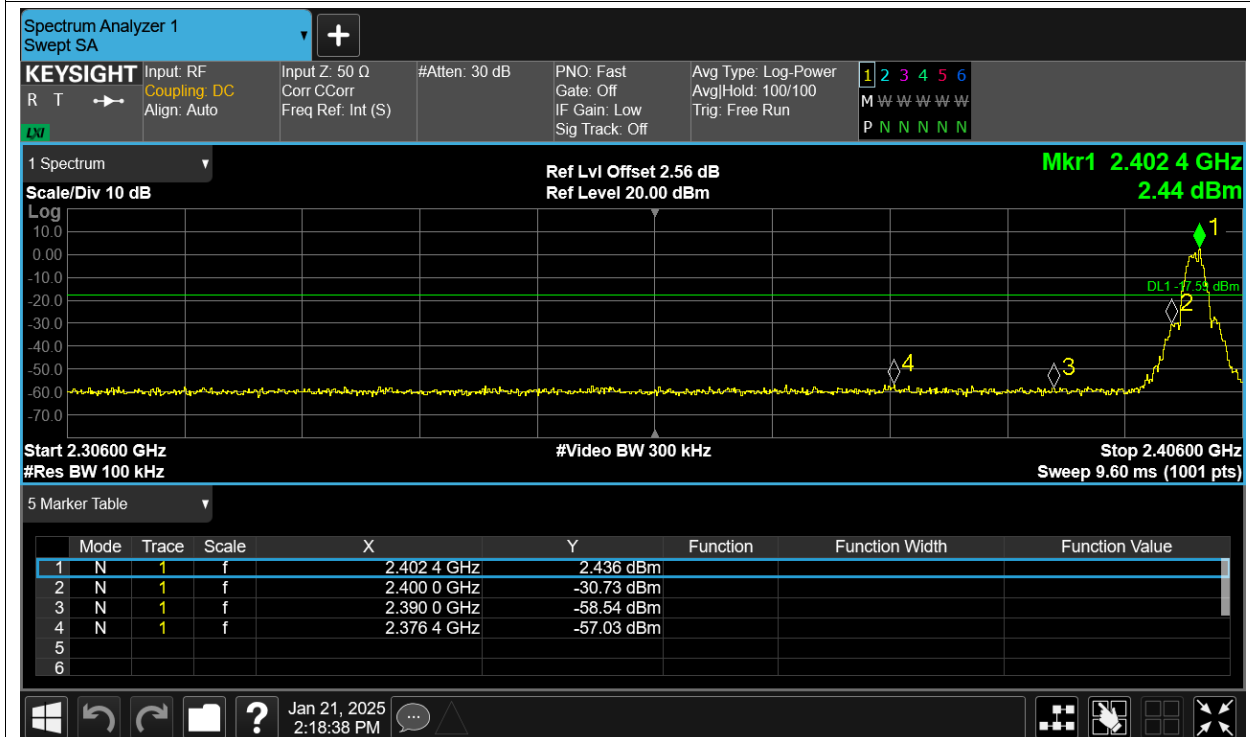 Spectrum Analyzer 1
Swept SA
+
KEYSIGHT
R T
LXI
Input: RF
Coupling: DC
Align: Auto
Input Z: 50 Ω
Corr CCorr
Freq Ref: Int (S)
#Atten: 30 dB
PNO: Fast
Gate: Off
IF Gain: Low
Sig Track: Off
Avg Type: Log-Power
Avg|Hold: 100/100
Trig: Free Run
1 2 3 4 5 6
M W W W W W
P N N N N N
1 Spectrum
Scale/Div 10 dB
Ref Lvl Offset 2.56 dB
Ref Level 20.00 dBm
Mkr1 2.402 4 GHz
2.44 dBm
Log
10.0
0.00
-10.0
-20.0
-30.0
-40.0
-50.0
-60.0
-70.0
1
DL1 -17.59 dBm
2
4
3
Start 2.30600 GHz
#Res BW 100 kHz
#Video BW 300 kHz
Stop 2.40600 GHz
Sweep 9.60 ms (1001 pts)
5 Marker Table
Mode Trace Scale X Y Function Function Width Function Value
1 N 1 f 2.402 4 GHz 2.436 dBm
2 N 1 f 2.400 0 GHz -30.73 dBm
3 N 1 f 2.390 0 GHz -58.54 dBm
4 N 1 f 2.376 4 GHz -57.03 dBm
5
6
?
Jan 21, 2025
2:18:38 PM